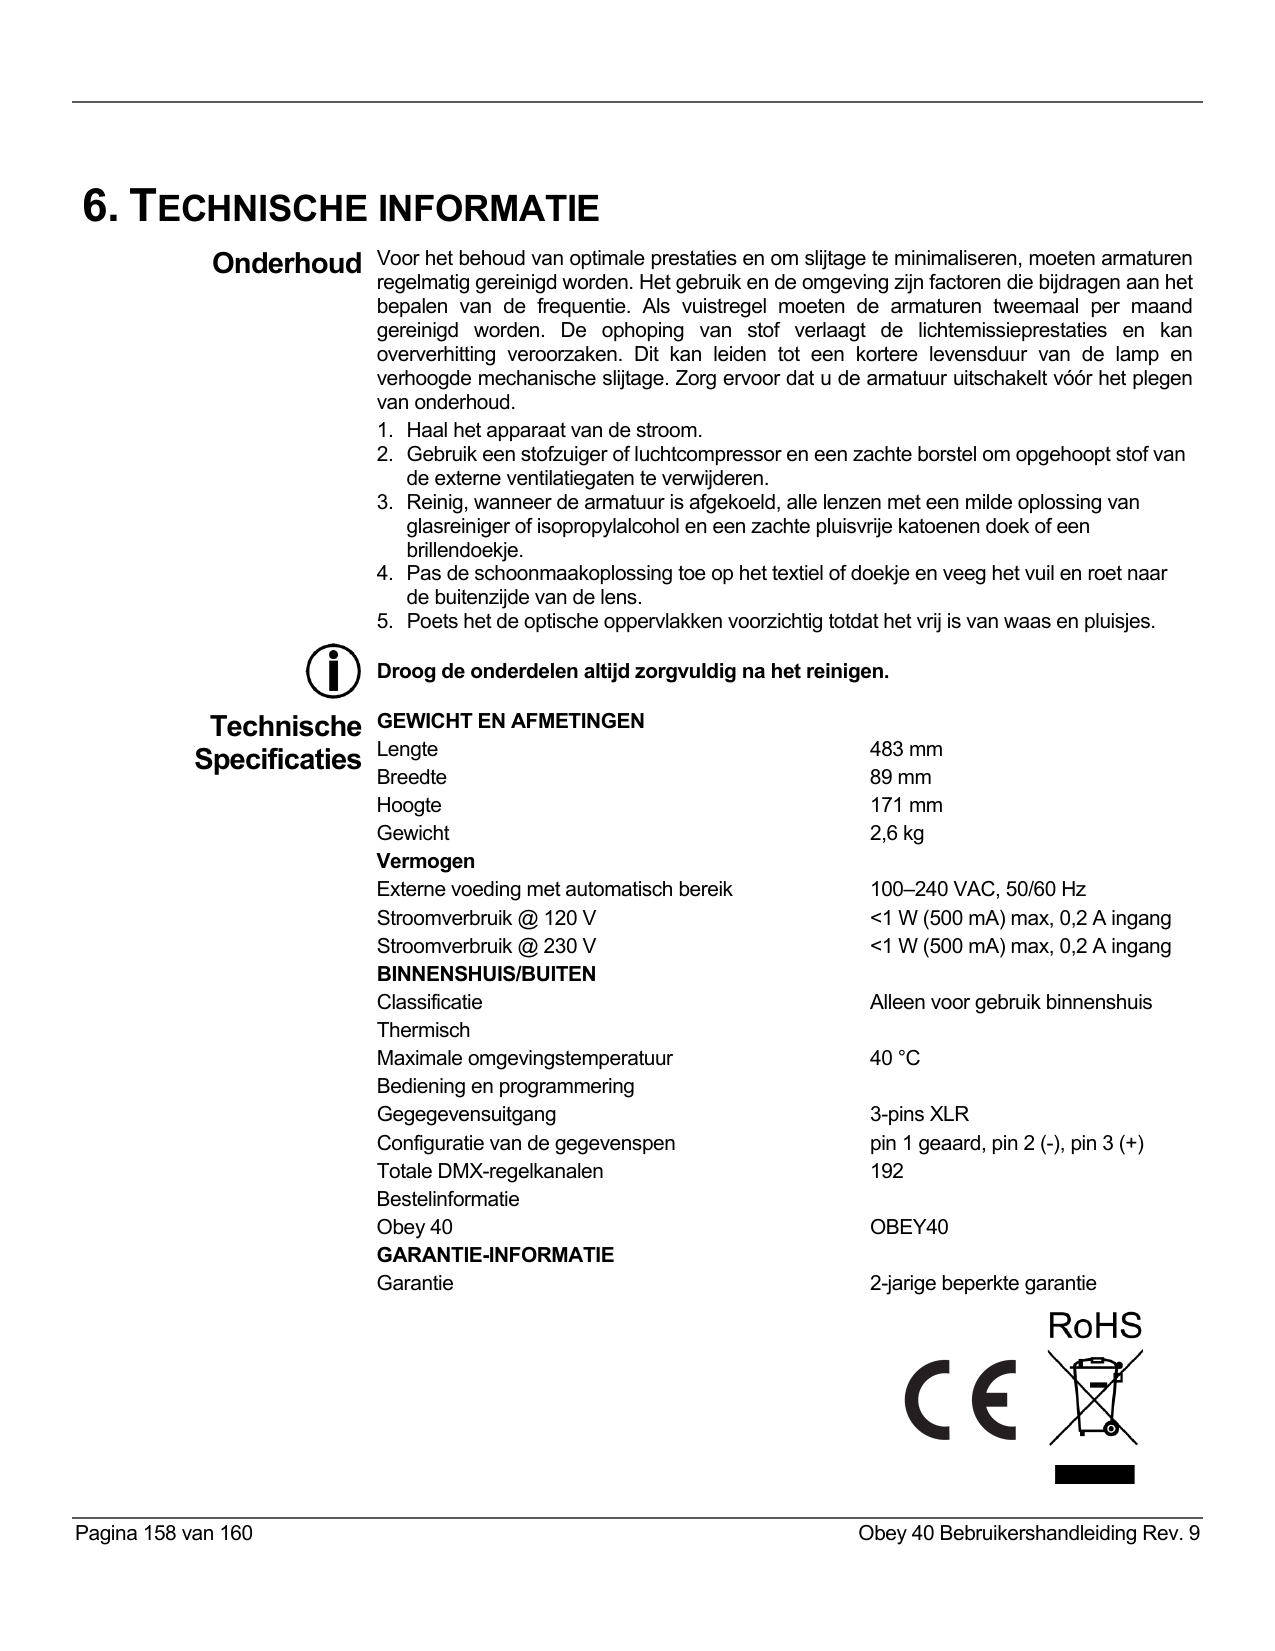 6. TECHNISCHE INFORMATIE
Onderhoud
Voor het behoud van optimale prestaties en om slijtage te minimaliseren, moeten armaturen
regelmatig gereinigd worden. Het gebruik en de omgeving zijn factoren die bijdragen aan het
bepalen van de frequentie. Als vuistregel moeten de armaturen tweemaal per maand
gereinigd worden. De ophoping van stof verlaagt de lichtemissieprestaties en kan
oververhitting veroorzaken. Dit kan leiden tot een kortere levensduur van de lamp en
verhoogde mechanische slijtage. Zorg ervoor dat u de armatuur uitschakelt vóór het plegen
van onderhoud.
1. Haal het apparaat van de stroom.
2. Gebruik een stofzuiger of luchtcompressor en een zachte borstel om opgehoopt stof van
de externe ventilatiegaten te verwijderen.
3. Reinig, wanneer de armatuur is afgekoeld, alle lenzen met een milde oplossing van
glasreiniger of isopropylalcohol en een zachte pluisvrije katoenen doek of een
brillendoekje.
4. Pas de schoonmaakoplossing toe op het textiel of doekje en veeg het vuil en roet naar
de buitenzijde van de lens.
5. Poets het de optische oppervlakken voorzichtig totdat het vrij is van waas en pluisjes.
Droog de onderdelen altijd zorgvuldig na het reinigen.
Technische
Specificaties
GEWICHT EN AFMETINGEN
Lengte 483 mm
Breedte 89 mm
Hoogte 171 mm
Gewicht 2,6 kg
Vermogen
Externe voeding met automatisch bereik 100–240 VAC, 50/60 Hz
Stroomverbruik @ 120 V <1 W (500 mA) max, 0,2 A ingang
Stroomverbruik @ 230 V <1 W (500 mA) max, 0,2 A ingang
BINNENSHUIS/BUITEN
Classificatie Alleen voor gebruik binnenshuis
Thermisch
Maximale omgevingstemperatuur 40 °C
Bediening en programmering
Gegegevensuitgang 3-pins XLR
Configuratie van de gegevenspen pin 1 geaard, pin 2 (-), pin 3 (+)
Totale DMX-regelkanalen 192
Bestelinformatie
Obey 40 OBEY40
GARANTIE-INFORMATIE
Garantie 2-jarige beperkte garantie
RoHS
CE
Pagina 158 van 160 Obey 40 Bebruikershandleiding Rev. 9